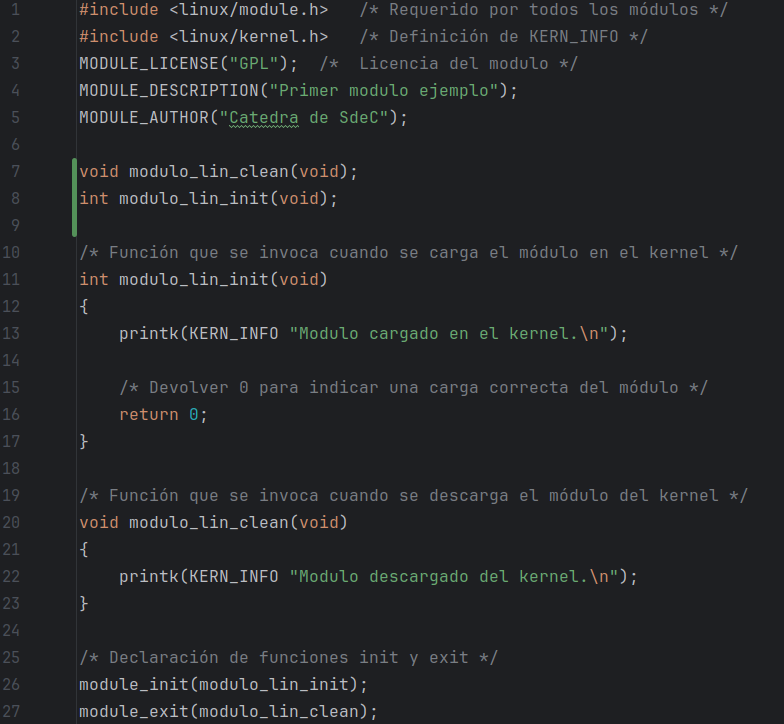 1 #include <linux/module.h>   /* Requerido por todos los módulos */
2 #include <linux/kernel.h>   /* Definición de KERN_INFO */
3 MODULE_LICENSE("GPL");  /*  Licencia del modulo */
4 MODULE_DESCRIPTION("Primer modulo ejemplo");
5 MODULE_AUTHOR("Catedra de SdeC");
6
7 void modulo_lin_clean(void);
8 int modulo_lin_init(void);
9
10 /* Función que se invoca cuando se carga el módulo en el kernel */
11 int modulo_lin_init(void)
12 {
13     printk(KERN_INFO "Modulo cargado en el kernel.\n");
14
15     /* Devolver 0 para indicar una carga correcta del módulo */
16     return 0;
17 }
18
19 /* Función que se invoca cuando se descarga el módulo del kernel */
20 void modulo_lin_clean(void)
21 {
22     printk(KERN_INFO "Modulo descargado del kernel.\n");
23 }
24
25 /* Declaración de funciones init y exit */
26 module_init(modulo_lin_init);
27 module_exit(modulo_lin_clean);